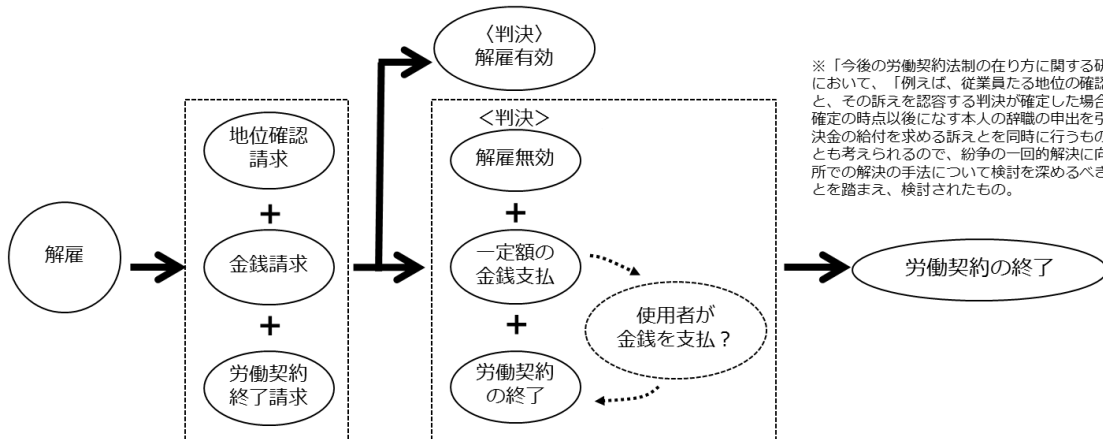 解雇
地位確認
請求
+
金銭請求
+
労働契約
終了請求
〈判決〉
解雇有効
<判決>
解雇無効
+
一定額の
金銭支払
+
労働契約
の終了
使用者が
金銭を支払?
※「今後の労働契約法制の在り方に関する研
において、「例えば、従業員たる地位の確認
と、その訴えを認容する判決が確定した場合
確定の時点以後になす本人の辞職の申出を引
決金の給付を求める訴えとを同時に行うもの
とも考えられるので、紛争の一回的解決に向
所での解決の手法について検討を深めるべき
とを踏まえ、検討されたもの。
労働契約の終了